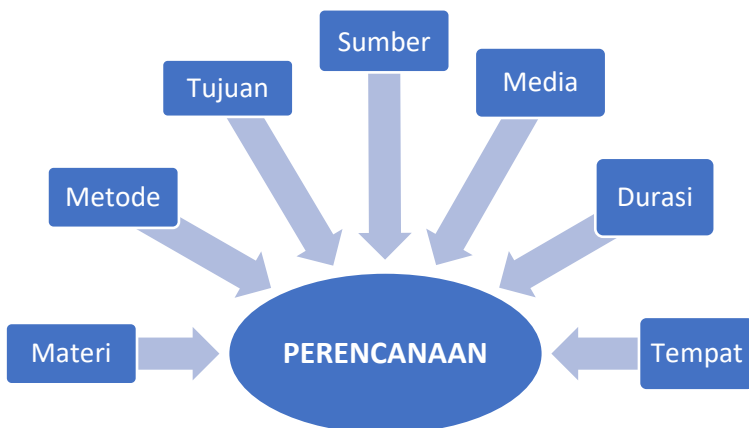 Sumber
Tujuan
Media
Metode
Durasi
Materi
PERENCANAAN
Tempat